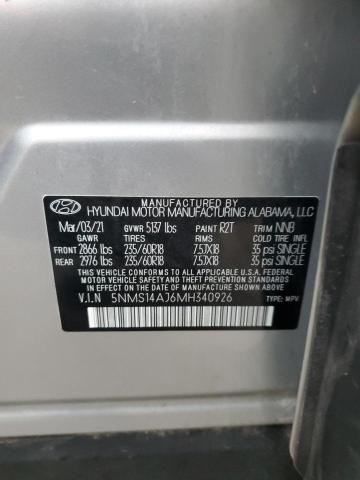 HYUNDAI MOTOR MANUFACTURING ALABAMA, LLC
Mar/03/21 GVWR 5137 lbs PAINT R2T TRIM NNB
GAWR TIRES RIMS COLD TIRE INFL
FRONT 2866 lbs 235/60R18 7.5JX18 35 psi SINGLE
REAR 2976 lbs 235/60R18 7.5JX18 35 psi SINGLE
THIS VEHICLE CONFORMS TO ALL APPLICABLE U.S. FEDERAL
MOTOR VEHICLE SAFETY AND THEFT PREVENTION STANDARDS
IN EFFECT ON THE DATE OF MANUFACTURE SHOWN ABOVE.
V.I.N 5NMS14AJ6MH340926 TYPE: MPV